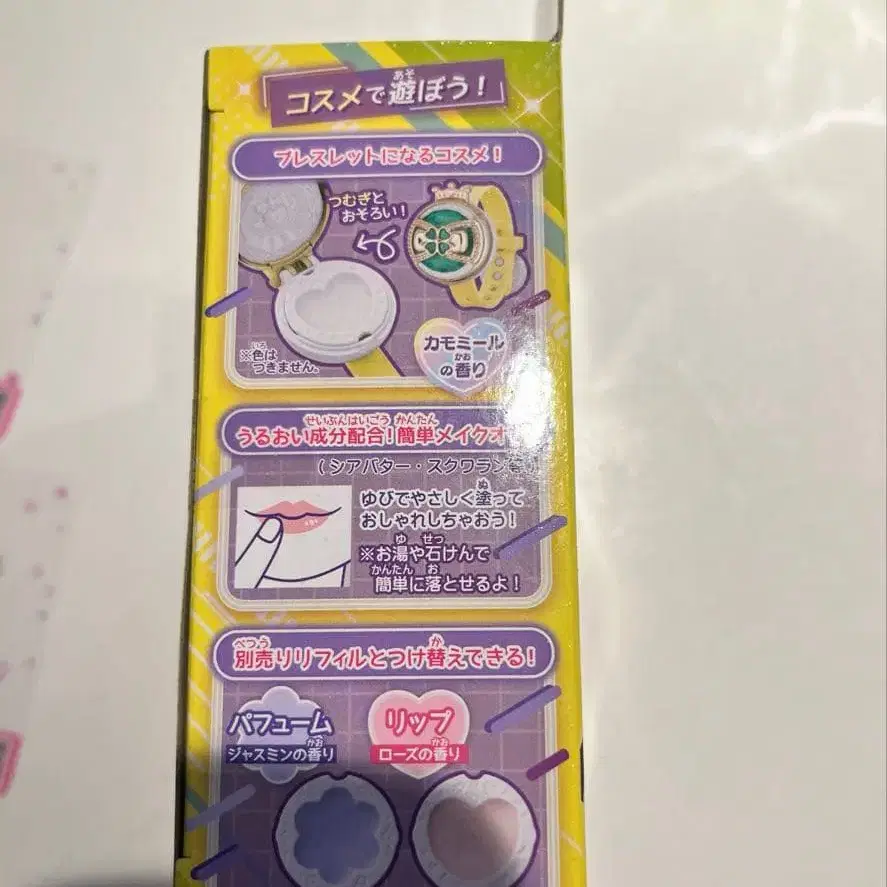 コスメで遊ぼう！
ブレスレットになるコスメ！
つむぎと
おそろい！
※色は
つきません。
カモミール
の香り
うるおい成分配合！簡単メイクオ
（シアバター・スクワラン等）
ゆびでやさしく塗って
おしゃれしちゃおう！
※お湯や石けんで
簡単に落とせるよ！
別売りリフィルとつけ替えできる！
パフューム
ジャスミンの香り
リップ
ローズの香り